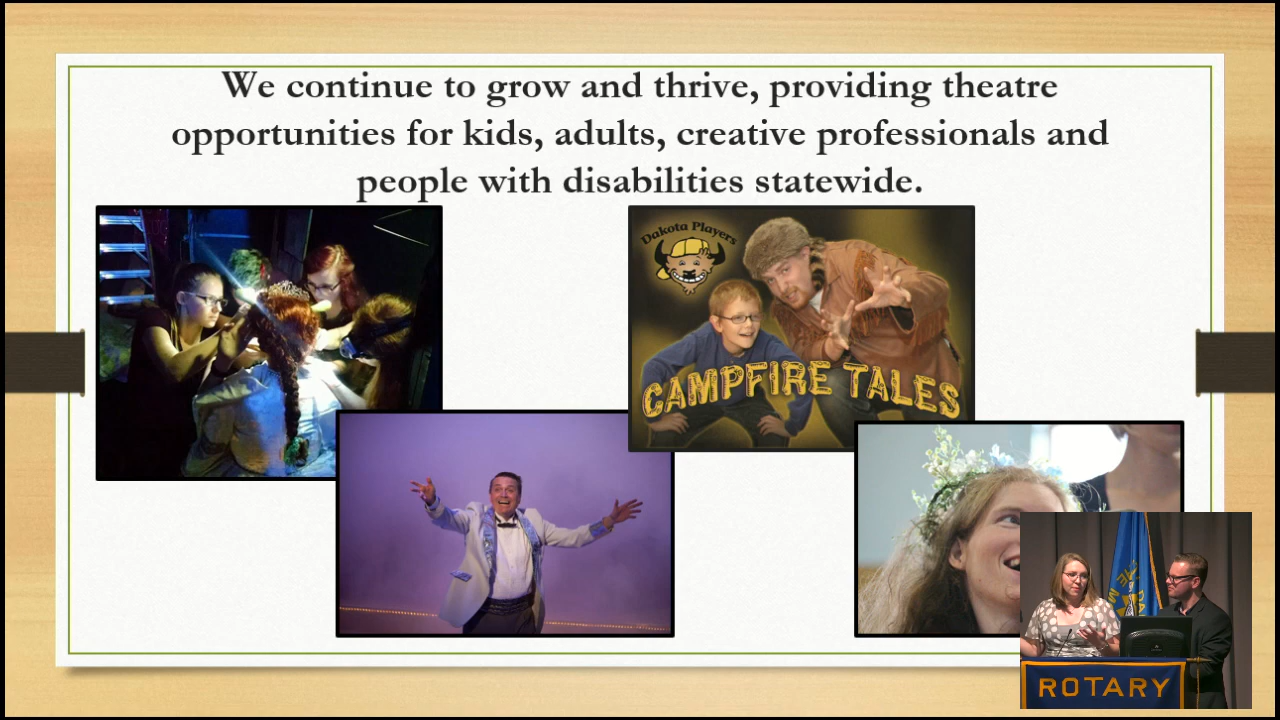 We continue to grow and thrive, providing theatre
opportunities for kids, adults, creative professionals and
people with disabilities statewide.
Dakota Players
CAMPFIRE TALES
ROTARY